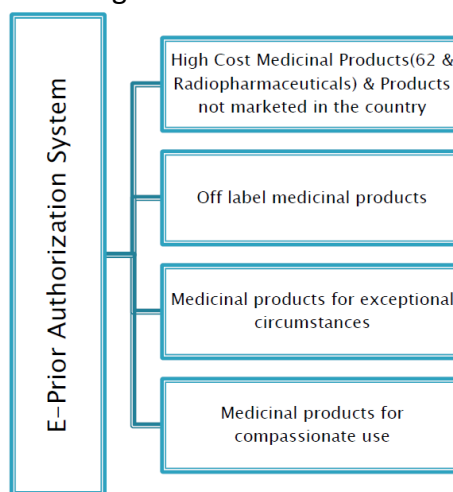 E-Prior Authorization System
High Cost Medicinal Products(62 &
Radiopharmaceuticals) & Products
not marketed in the country
Off label medicinal products
Medicinal products for exceptional
circumstances
Medicinal products for
compassionate use